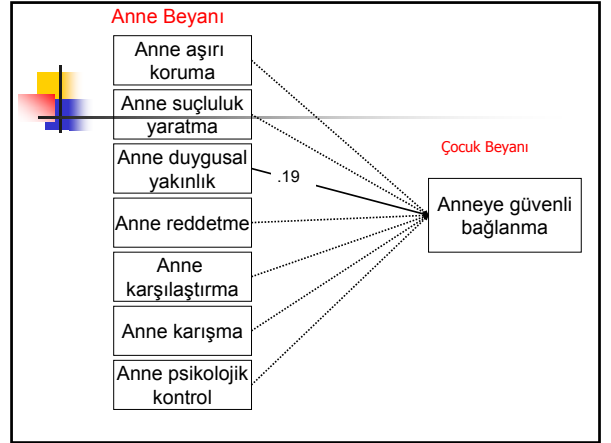 Anne Beyanı
Anne aşırı
koruma
Anne suçluluk
yaratma
Anne duygusal
yakınlık
.19
Anne reddetme
Anne
karşılaştırma
Anne karışma
Anne psikolojik
kontrol
Çocuk Beyanı
Anneye güvenli
bağlanma